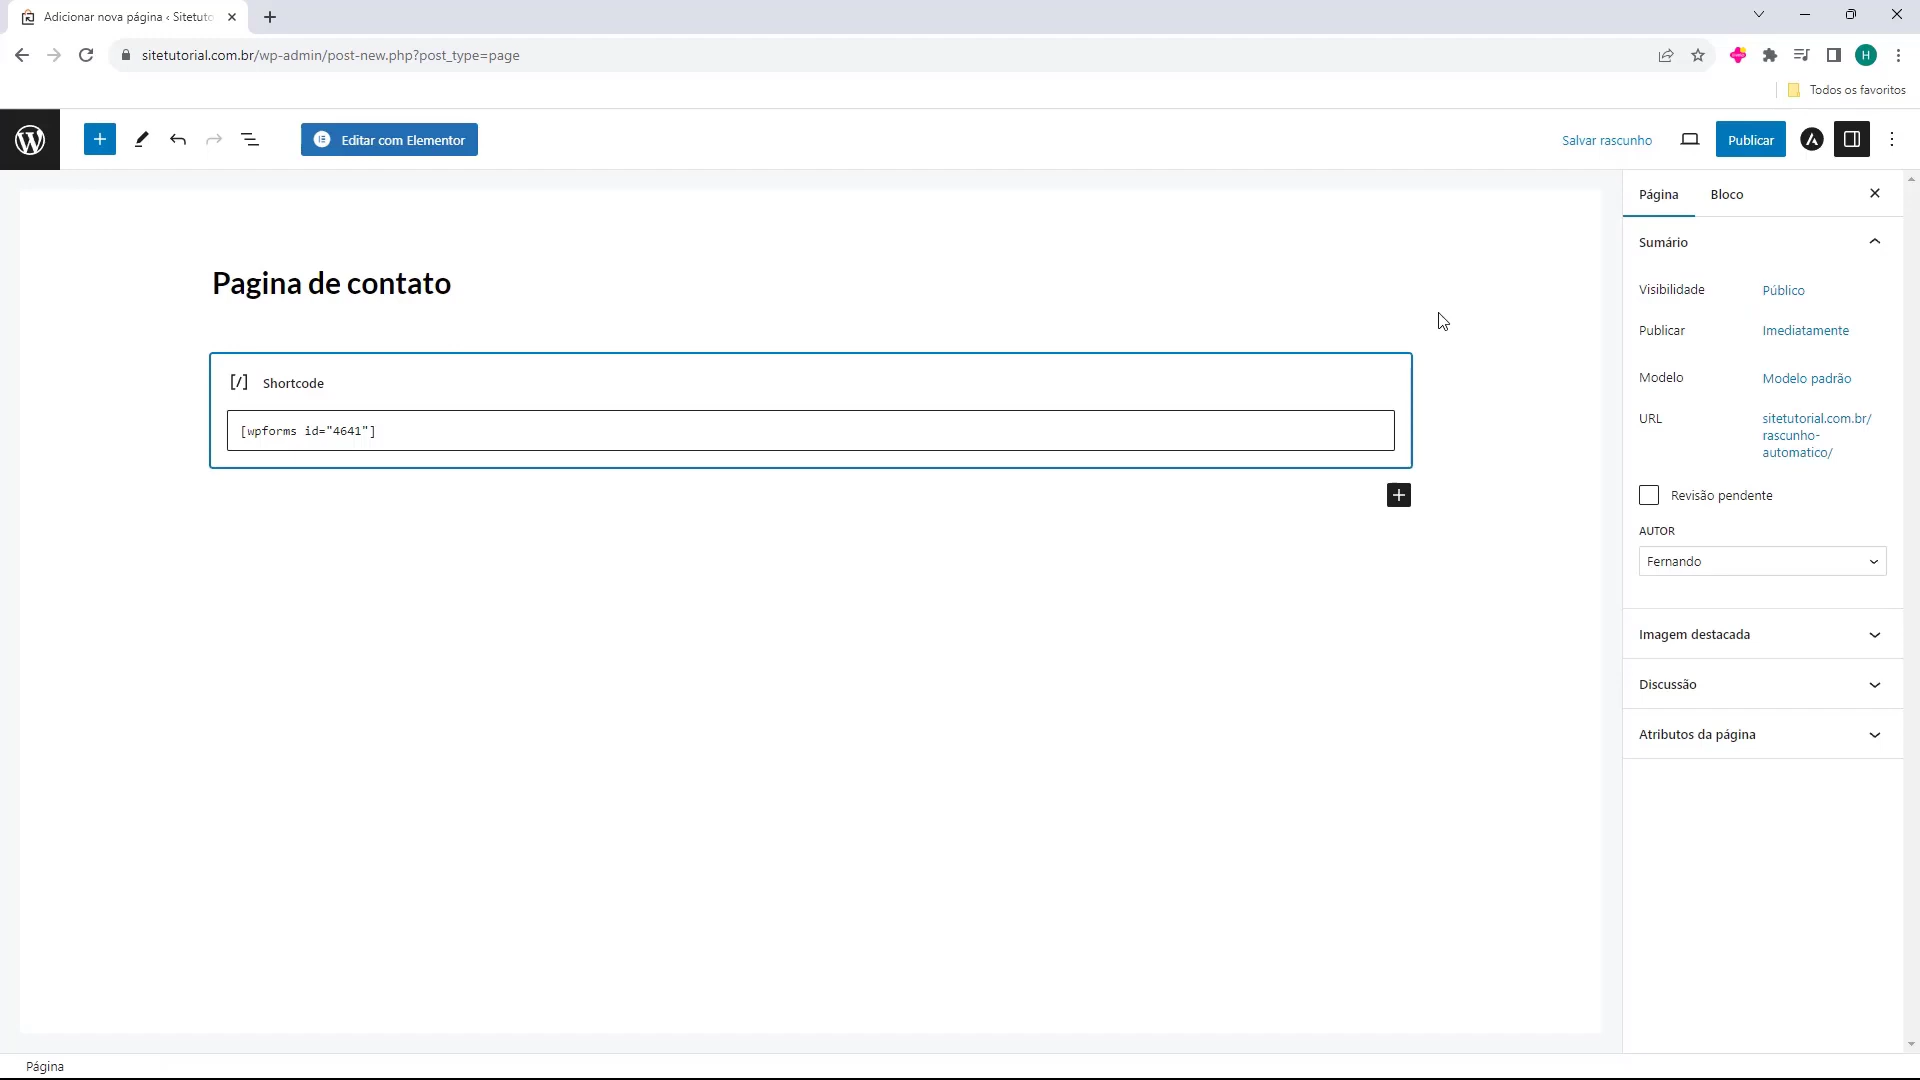 Adicionar nova página ‹ Sitetuto
sitetutorial.com.br/wp-admin/post-new.php?post_type=page
H
Todos os favoritos
Editar com Elementor
Salvar rascunho
Publicar
Página
Bloco
Sumário
Pagina de contato
Visibilidade
Público
Publicar
Imediatamente
[/] Shortcode
Modelo
Modelo padrão
[wpforms id="4641"]
URL
sitetutorial.com.br/
rascunho-
automatico/
Revisão pendente
AUTOR
Fernando
Imagem destacada
Discussão
Atributos da página
Página